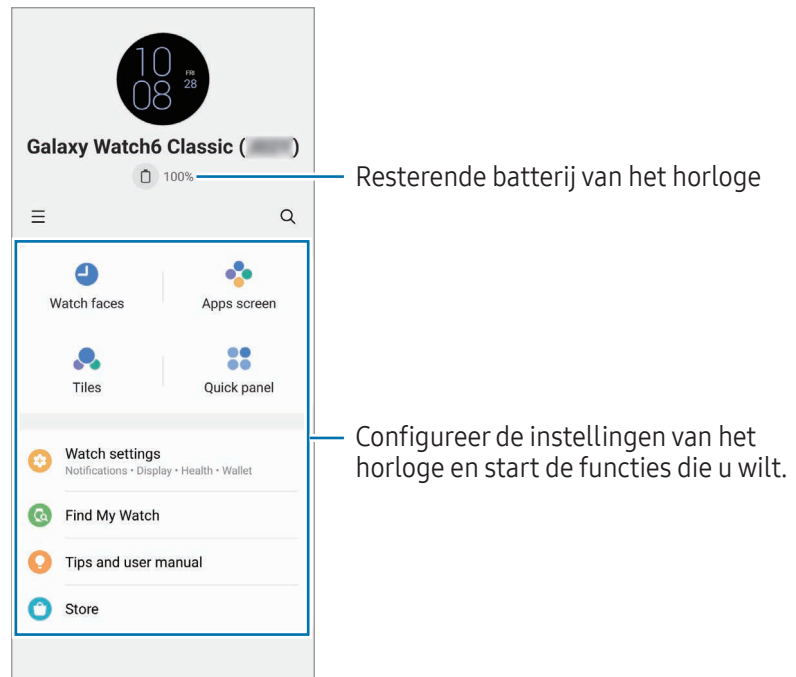 10
08
FRI
28
Galaxy Watch6 Classic ( )
100%
Resterende batterij van het horloge
Watch faces
Apps screen
Tiles
Quick panel
Watch settings
Notifications • Display • Health • Wallet
Find My Watch
Tips and user manual
Store
Configureer de instellingen van het
horloge en start de functies die u wilt.